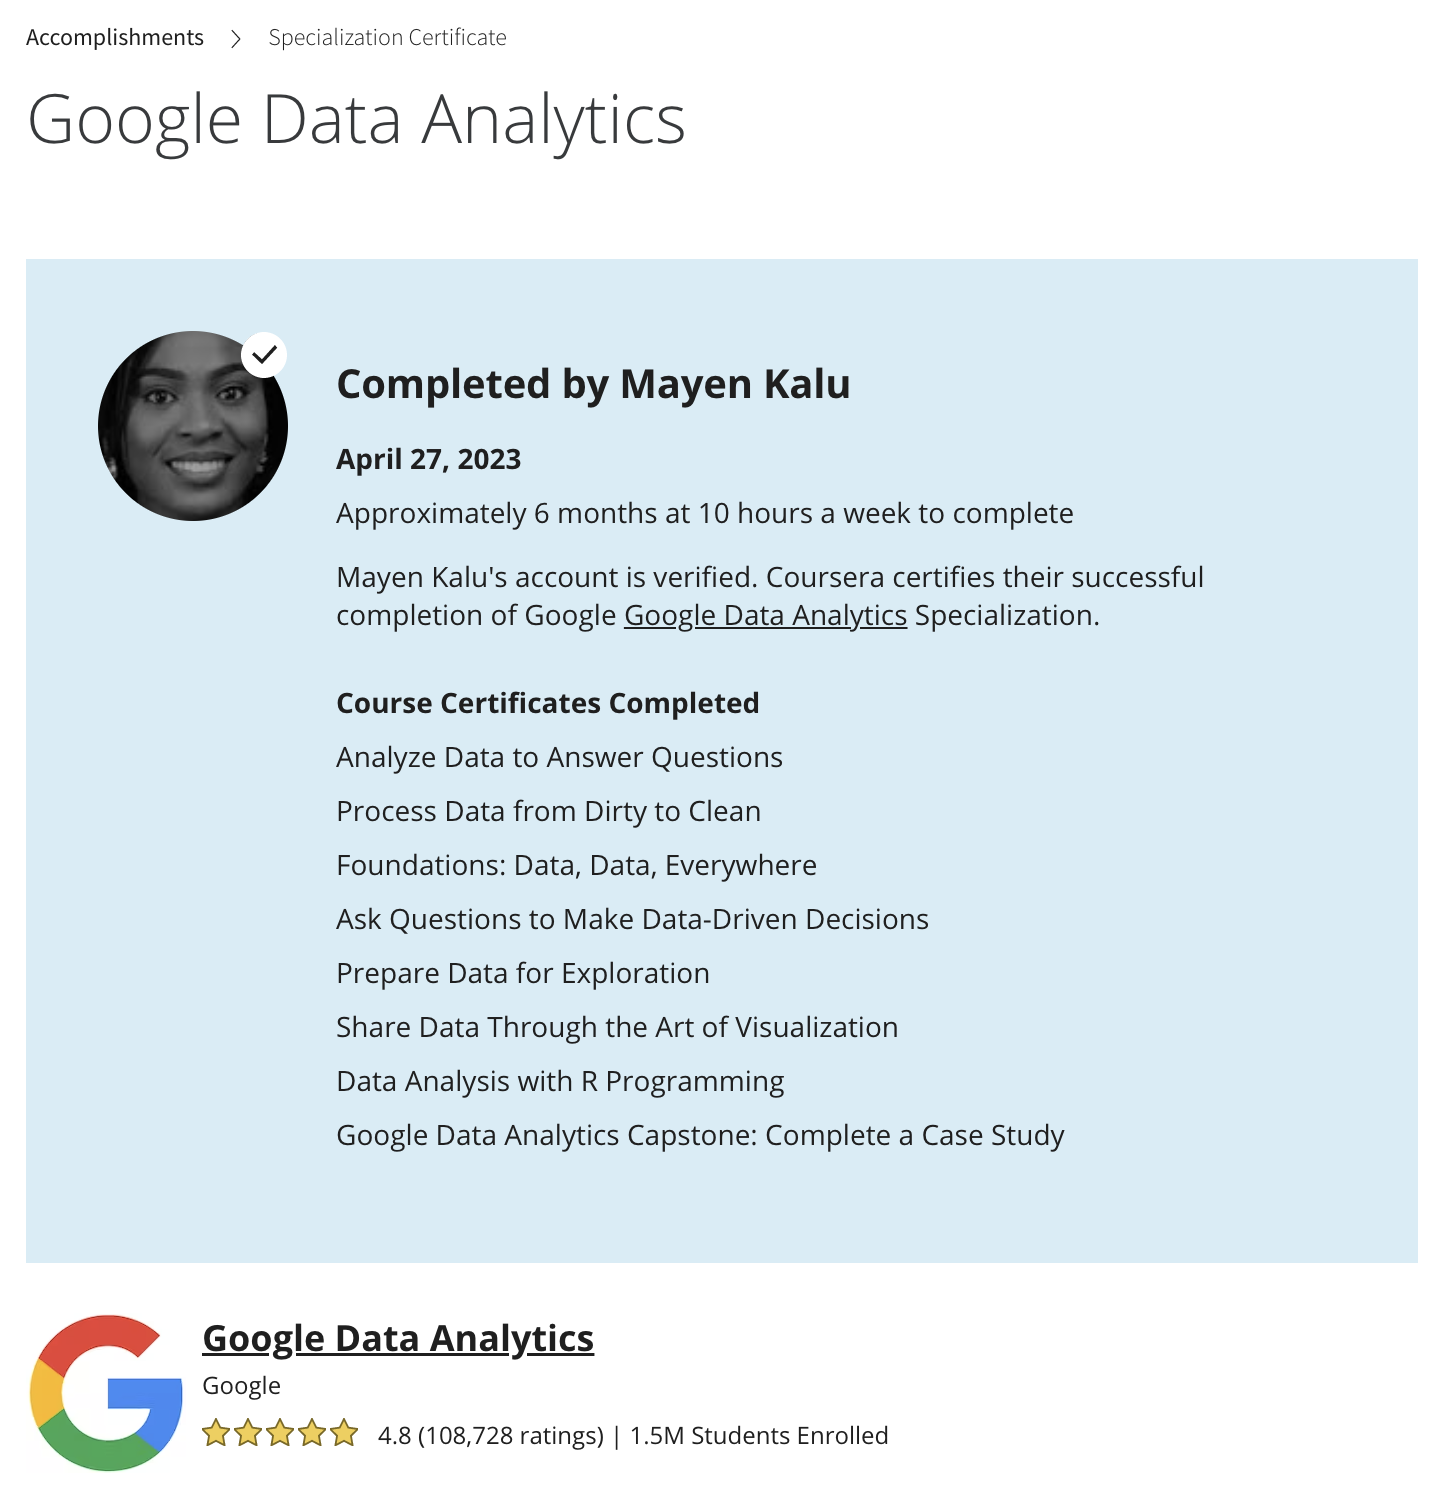 Accomplishments > Specialization Certificate
Google Data Analytics
Completed by Mayen Kalu
April 27, 2023
Approximately 6 months at 10 hours a week to complete
Mayen Kalu's account is verified. Coursera certifies their successful
completion of Google Google Data Analytics Specialization.
Course Certificates Completed
Analyze Data to Answer Questions
Process Data from Dirty to Clean
Foundations: Data, Data, Everywhere
Ask Questions to Make Data-Driven Decisions
Prepare Data for Exploration
Share Data Through the Art of Visualization
Data Analysis with R Programming
Google Data Analytics Capstone: Complete a Case Study
Google Data Analytics
Google
4.8 (108,728 ratings) | 1.5M Students Enrolled